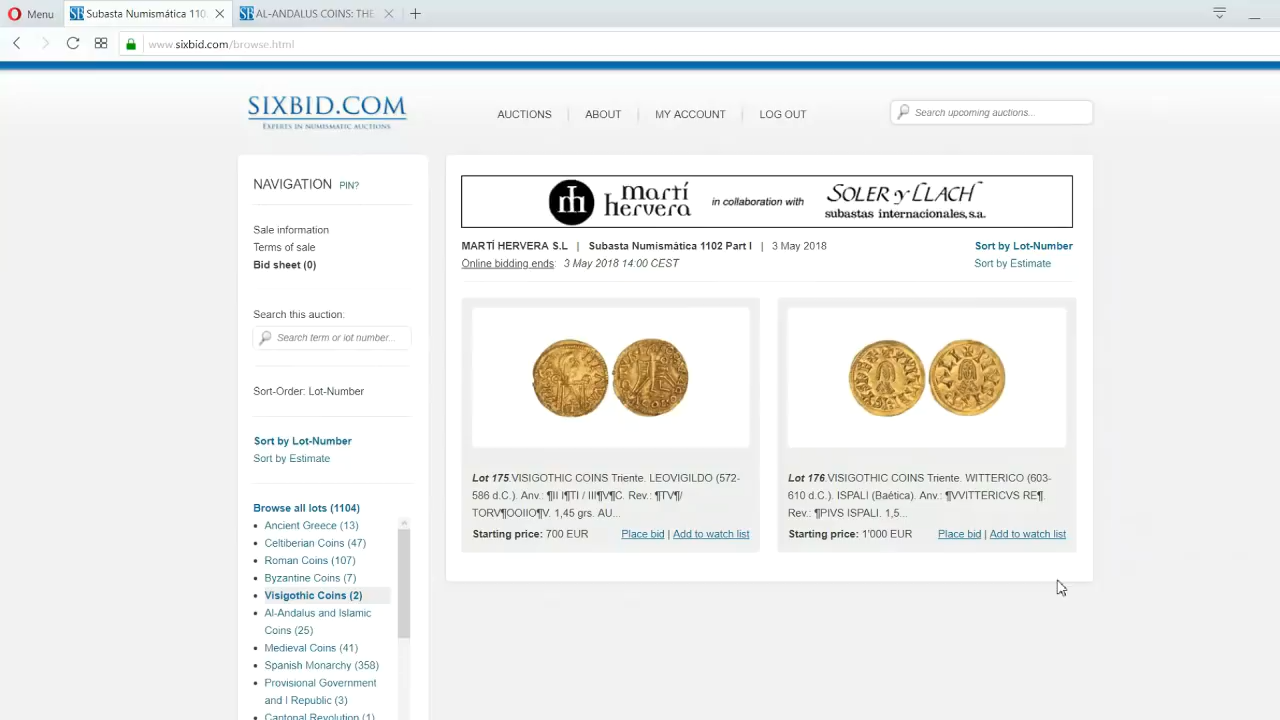 Menu
Subasta Numismática 110
AL-ANDALUS COINS: THE
www.sixbid.com/browse.html
SIXBID.COM
EXPERTS IN NUMISMATIC AUCTIONS
AUCTIONS
ABOUT
MY ACCOUNT
LOG OUT
Search upcoming auctions...
NAVIGATION PIN?
Sale information
Terms of sale
Bid sheet (0)
Search this auction:
Search term or lot number...
Sort-Order: Lot-Number
Sort by Lot-Number
Sort by Estimate
Browse all lots (1104)
Ancient Greece (13)
Celtiberian Coins (47)
Roman Coins (107)
Byzantine Coins (7)
Visigothic Coins (2)
Al-Andalus and Islamic
Coins (25)
Medieval Coins (41)
Spanish Monarchy (358)
Provisional Government
and I Republic (3)
Cantonal Revolution (1)
mh martí hervera in collaboration with SOLER y LLACH subastas internacionales, s.a.
MARTÍ HERVERA S.L | Subasta Numismática 1102 Part I | 3 May 2018
Sort by Lot-Number
Online bidding ends: 3 May 2018 14:00 CEST
Sort by Estimate
Lot 175.VISIGOTHIC COINS Triente. LEOVIGILDO (572-
586 d.C.). Anv.: ¶II I¶TI / III¶V¶C. Rev.: ¶TV¶/
TORV¶OOIIO¶V. 1,45 grs. AU...
Starting price: 700 EUR Place bid | Add to watch list
Lot 176.VISIGOTHIC COINS Triente. WITTERICO (603-
610 d.C.). ISPALI (Baética). Anv.: ¶VVITTERICVS RE¶.
Rev.: ¶PIVS ISPALI. 1,5...
Starting price: 1'000 EUR Place bid | Add to watch list